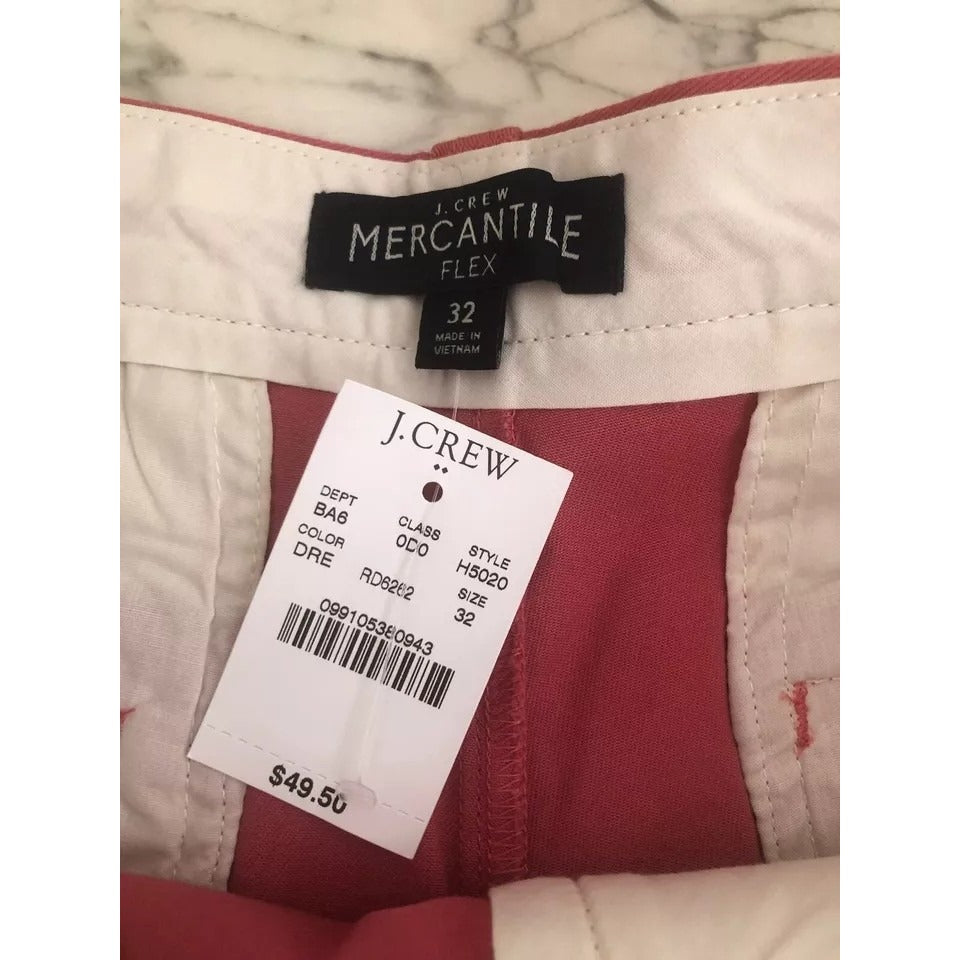 J. CREW
MERCANTILE
FLEX
32
MADE IN
VIETNAM
J.CREW
DEPT CLASS STYLE
BA6 0D0 H5020
COLOR SIZE
DRE RD6262 32
099105380943
$49.50